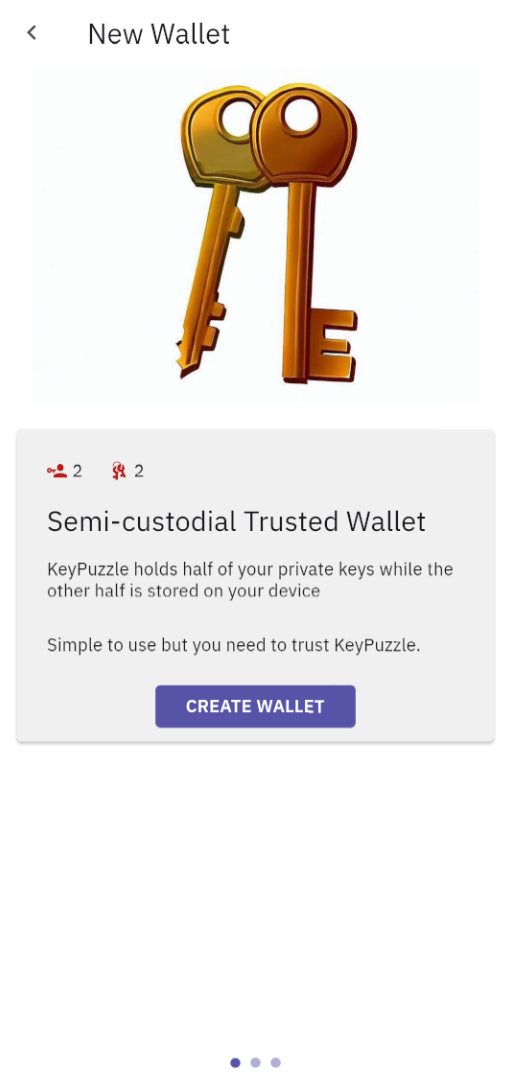 New Wallet
2 2
Semi-custodial Trusted Wallet
KeyPuzzle holds half of your private keys while the
other half is stored on your device
Simple to use but you need to trust KeyPuzzle.
CREATE WALLET